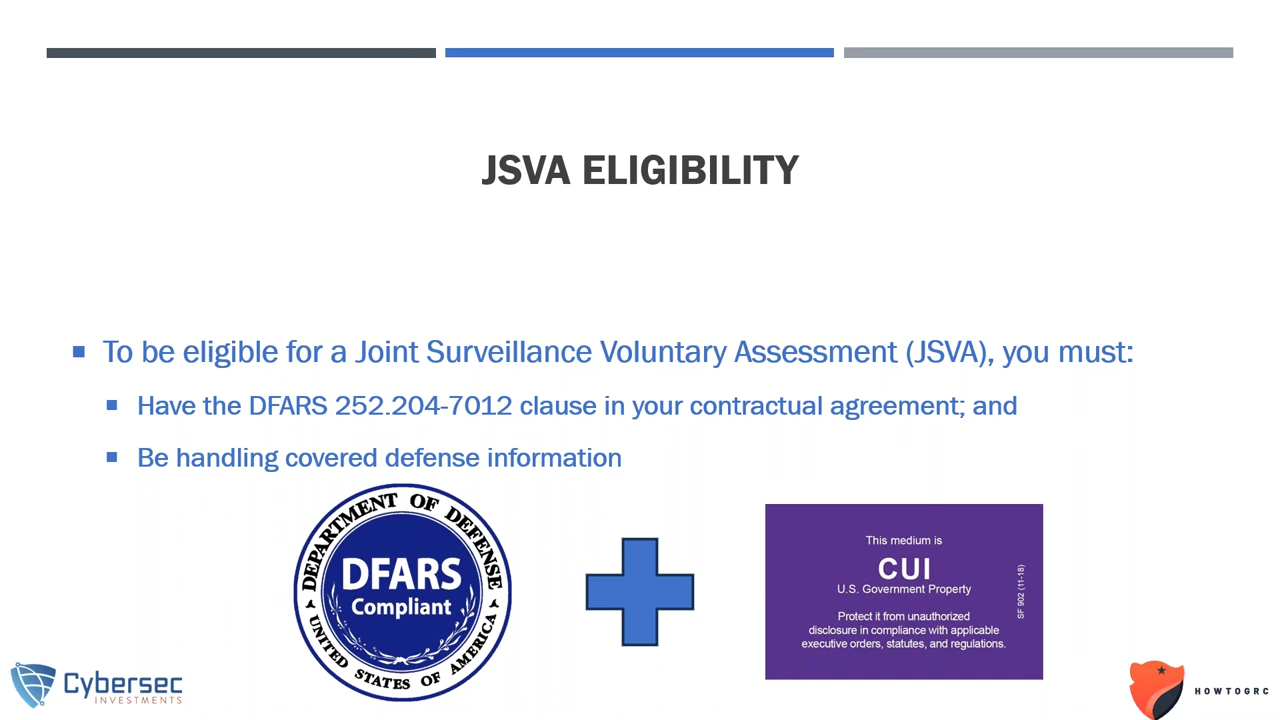 JSVA ELIGIBILITY
To be eligible for a Joint Surveillance Voluntary Assessment (JSVA), you must:
Have the DFARS 252.204-7012 clause in your contractual agreement; and
Be handling covered defense information
DEPARTMENT OF DEFENSE
DFARS
Compliant
UNITED STATES OF AMERICA
This medium is
CUI
U.S. Government Property
Protect it from unauthorized
disclosure in compliance with applicable
executive orders, statutes, and regulations.
SF 902 (11-18)
Cybersec
INVESTMENTS
HOWTOGRC